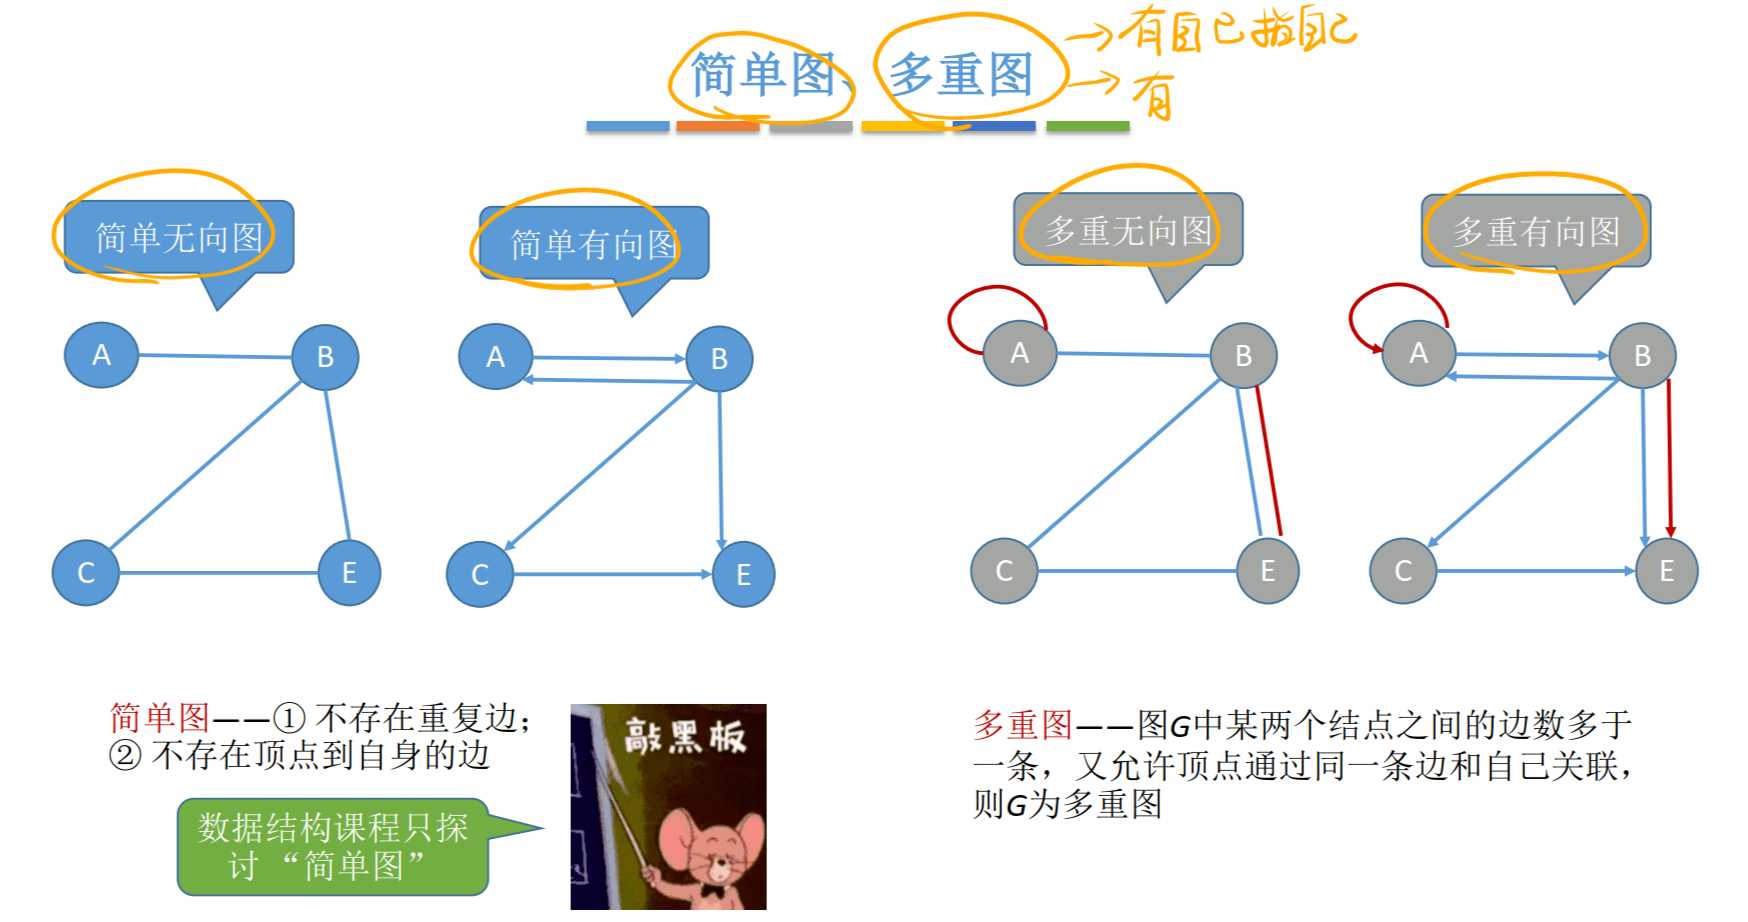 简单图、多重图
→有自己指自己
→有
简单无向图
简单有向图
多重无向图
多重有向图
A
B
C
E
A
B
C
E
A
B
C
E
A
B
C
E
简单图——① 不存在重复边；
② 不存在顶点到自身的边
数据结构课程只探
讨“简单图”
敲黑板
多重图——图G中某两个结点之间的边数多于
一条，又允许顶点通过同一条边和自己关联，
则G为多重图